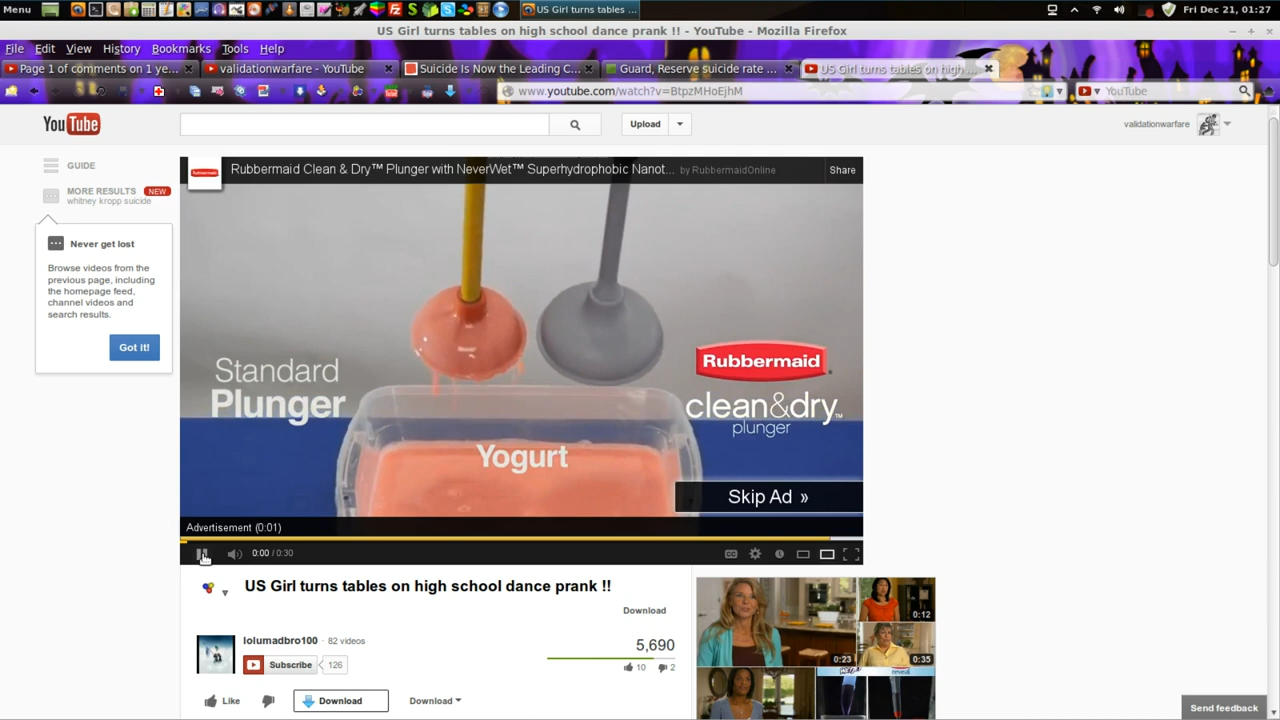 Menu
US Girl turns tables ...
Fri Dec 21, 01:27
US Girl turns tables on high school dance prank !! - YouTube - Mozilla Firefox
File Edit View History Bookmarks Tools Help
Page 1 of comments on 1 ye...
validationwarfare - YouTube
Suicide Is Now the Leading C...
Guard, Reserve suicide rate ...
US Girl turns tables on high ...
www.youtube.com/watch?v=BtpzMHoEjhM
YouTube
YouTube
Upload
validationwarfare
GUIDE
MORE RESULTS NEW
whitney kropp suicide
Never get lost
Browse videos from the
previous page, including
the homepage feed,
channel videos and
search results.
Got it!
Rubbermaid Clean & Dry™ Plunger with NeverWet™ Superhydrophobic Nanot... by RubbermaidOnline
Share
Standard
Plunger
Rubbermaid
clean&dry™
plunger
Yogurt
Skip Ad »
Advertisement (0:01)
0:00 / 0:30
US Girl turns tables on high school dance prank !!
Download
lolumadbro100 · 82 videos
Subscribe 126
5,690
10 2
Like
Download
Download
0:12
0:23
0:35
reveal
Send feedback